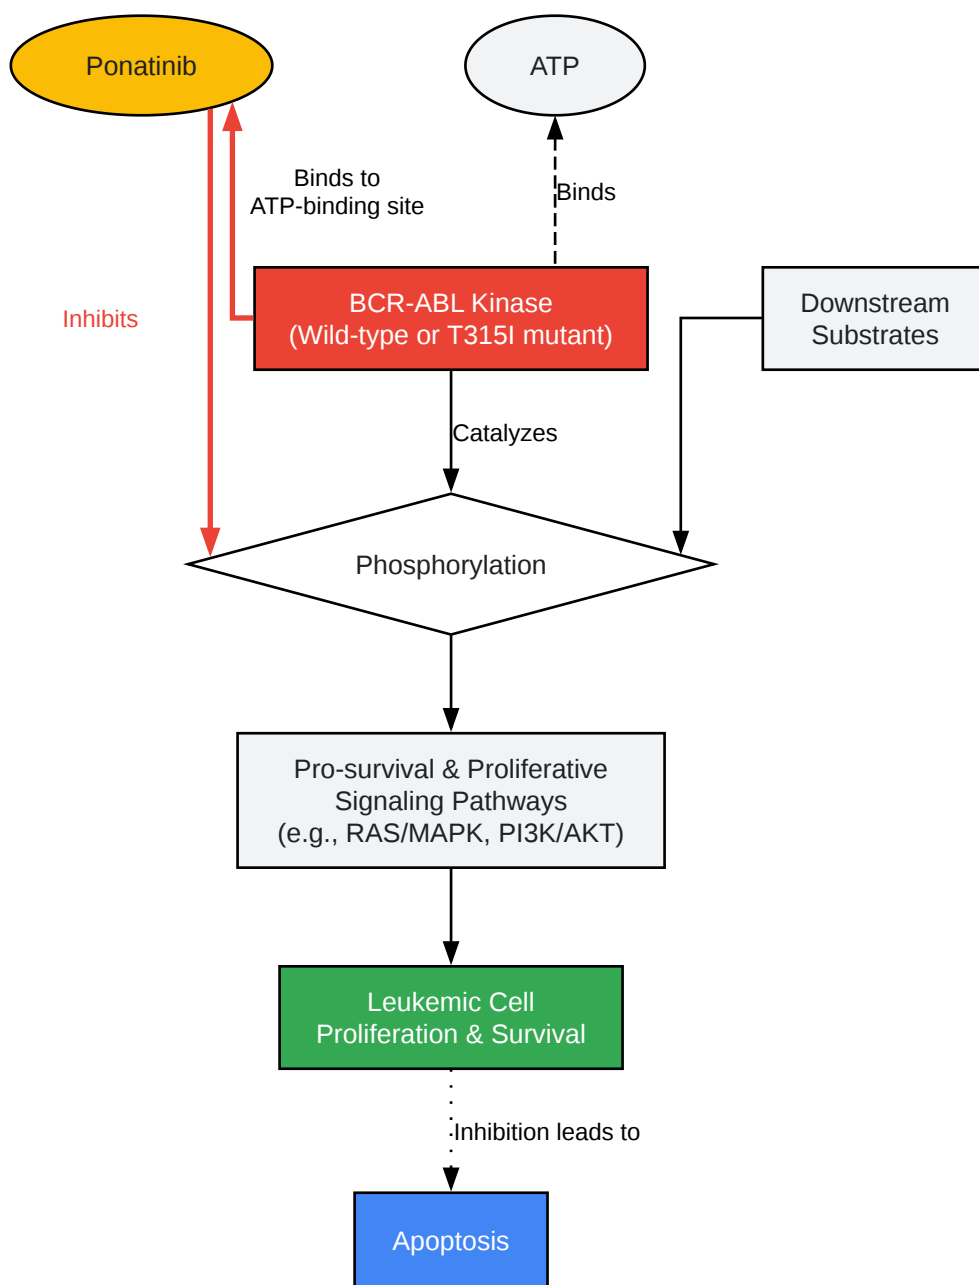 Ponatinib
ATP
Binds to
ATP-binding site
Binds
Inhibits
BCR-ABL Kinase
(Wild-type or T315I mutant)
Downstream
Substrates
Catalyzes
Phosphorylation
Pro-survival & Proliferative
Signaling Pathways
(e.g., RAS/MAPK, PI3K/AKT)
Leukemic Cell
Proliferation & Survival
Inhibition leads to
Apoptosis